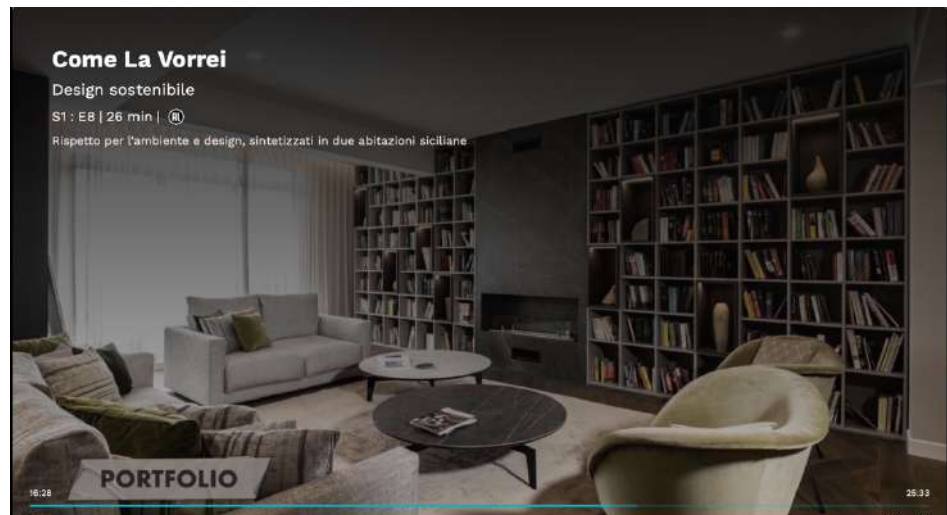 Come La Vorrei
Design sostenibile
S1 : E8 | 26 min | RL
Rispetto per l'ambiente e design, sintetizzati in due abitazioni siciliane
PORTFOLIO
16:28
25:33